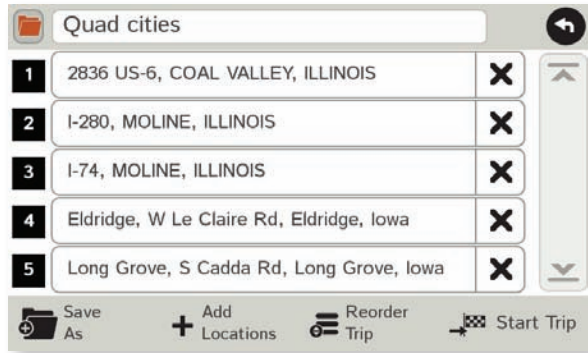 Quad cities
1 2836 US-6, COAL VALLEY, ILLINOIS
2 I-280, MOLINE, ILLINOIS
3 I-74, MOLINE, ILLINOIS
4 Eldridge, W Le Claire Rd, Eldridge, Iowa
5 Long Grove, S Cadda Rd, Long Grove, Iowa
Save As
Add Locations
Reorder Trip
Start Trip